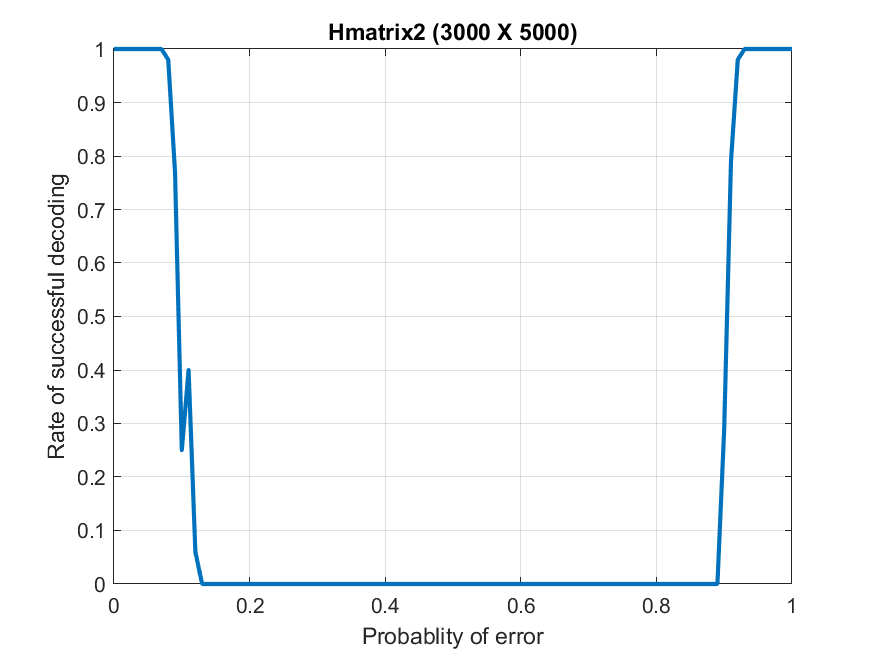 Hmatrix2 (3000 X 5000)
1
0.9
0.8
0.7
0.6
0.5
0.4
0.3
0.2
0.1
0
Rate of successful decoding
0 0.2 0.4 0.6 0.8 1
Probablity of error